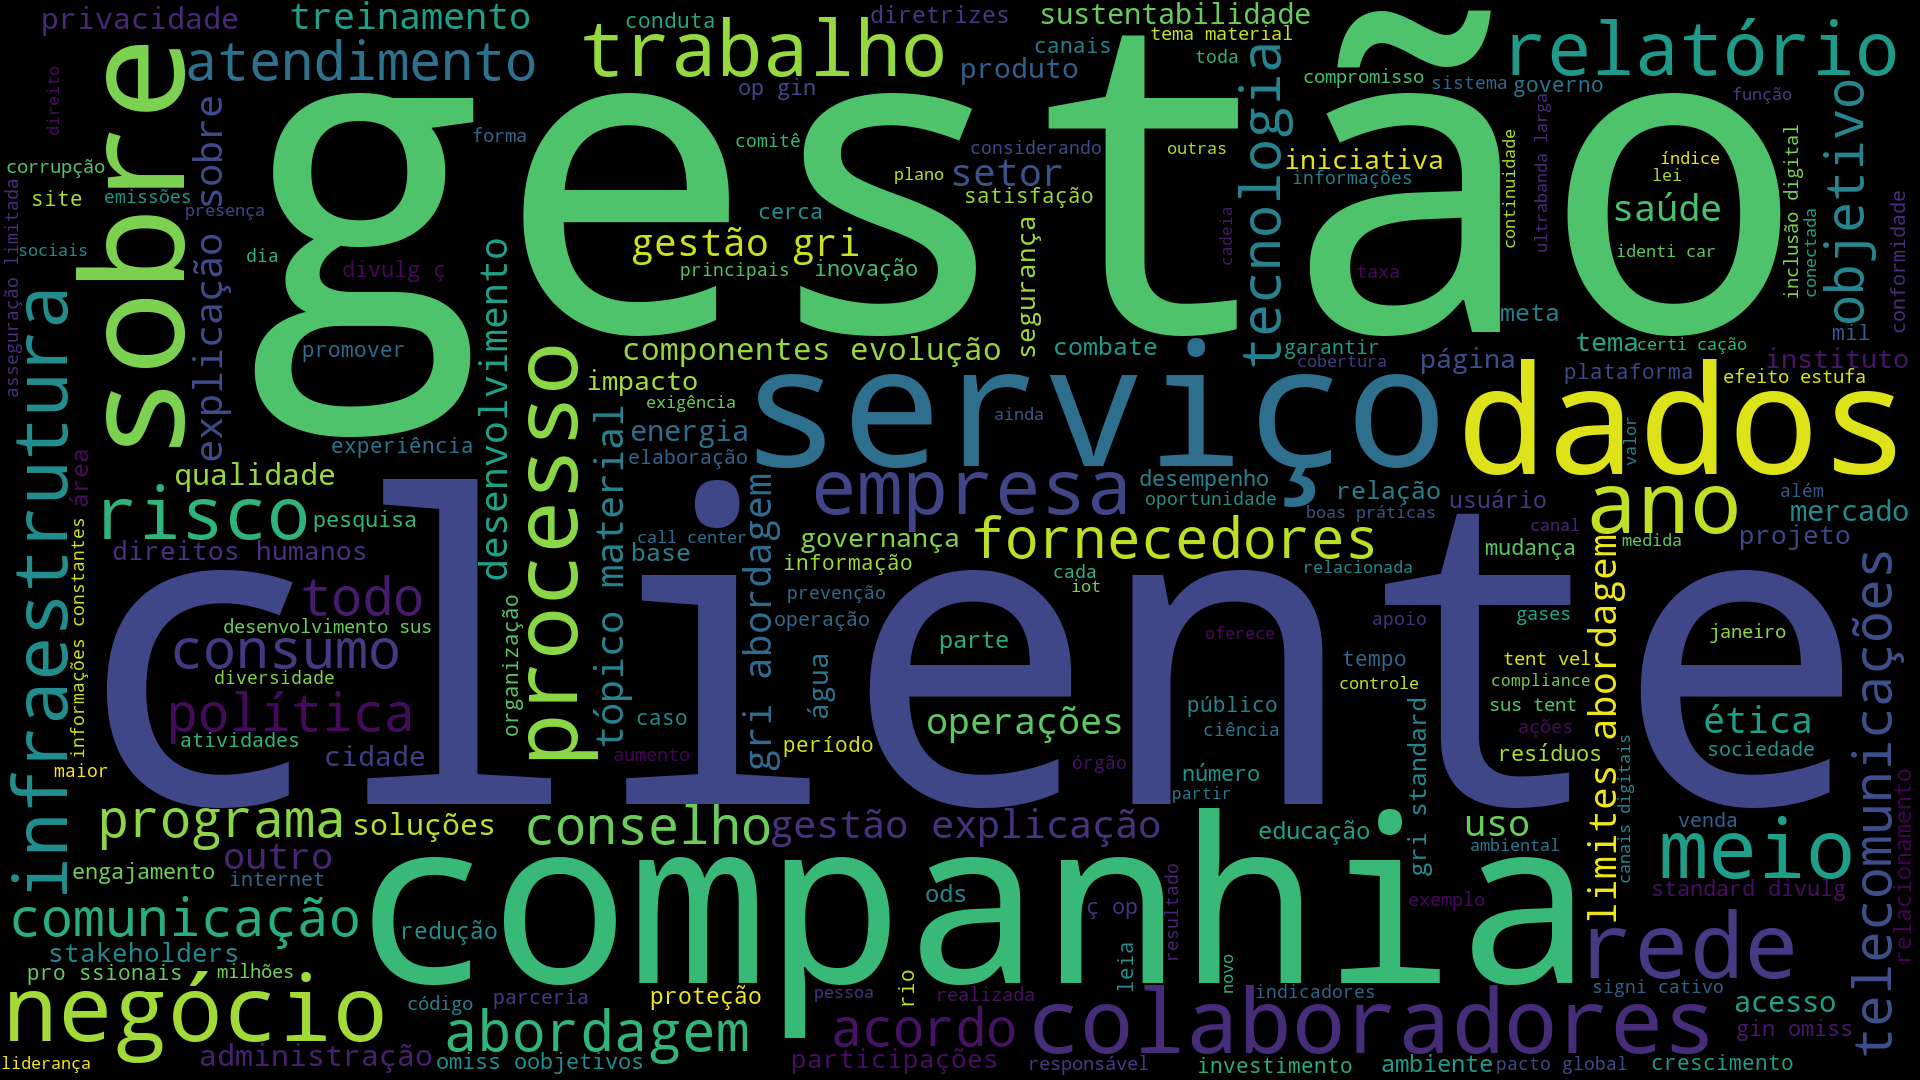 privacidade
treinamento
conduta
diretrizes
sustentabilidade
tema material
canais
toda
relatório
sobre
atendimento
trabalho
produto
op gin
compromisso
sistema
governo
função
direito
gestão
tecnologia
objetivo
forma
comitê
considerando
outras
iniciativa
informações
índice
lei
corrupção
site
emissões
presença
explicação sobre
plano
setor
satisfação
cerca
saúde
identi car
continuidade
ultrabanda larga
inclusão digital
conectada
conformidade
asseguração limitada
sociais
dia
divulg ç
gestão gri
principais
inovação
segurança
cadeia
taxa
promover
desenvolvimento
componentes evolução
combate
garantir
cobertura
meta
página
tema
certi cação
mil
instituto
infraestrutura
processo
impacto
exigência
serviço
ainda
plataforma
efeito estufa
dados
valor
experiência
tópico material
energia
elaboração
área
qualidade
risco
pesquisa
empresa
desempenho
oportunidade
relação
boas práticas
usuário
ano
além
mercado
direitos humanos
call center
base
gri abordagem
governança
informação
fornecedores
canal
medida
mudança
projeto
informações constantes
todo
cada
iot
relacionada
limites abordagem
telecomunicações
cliente
desenvolvimento sus
consumo
diversidade
organização
prevenção
operação
parte
oferece
apoio
gases
janeiro
política
atividades
cidade
maior
caso
aumento
água
período
operações
público
ciência
órgão
número
partir
tempo
controle
tent vel
compliance
sus tent
ações
resíduos
ética
sociedade
gri standard
canais digitais
relacionamento
programa
soluções
conselho
gestão explicação
educação
uso
ambiental
venda
meio
outro
engajamento
internet
companhia
standard divulg
comunicação
redução
ods
ç op
resultado
exemplo
stakeholders
pro ssionais
milhões
leia
rede
negócio
código
parceria
proteção
pessoa
rio
realizada
novo
indicadores
signi cativo
acesso
liderança
administração
abordagem
omiss oobjetivos
acordo
participações
colaboradores
responsável
investimento
ambiente
pacto global
crescimento
gin omiss